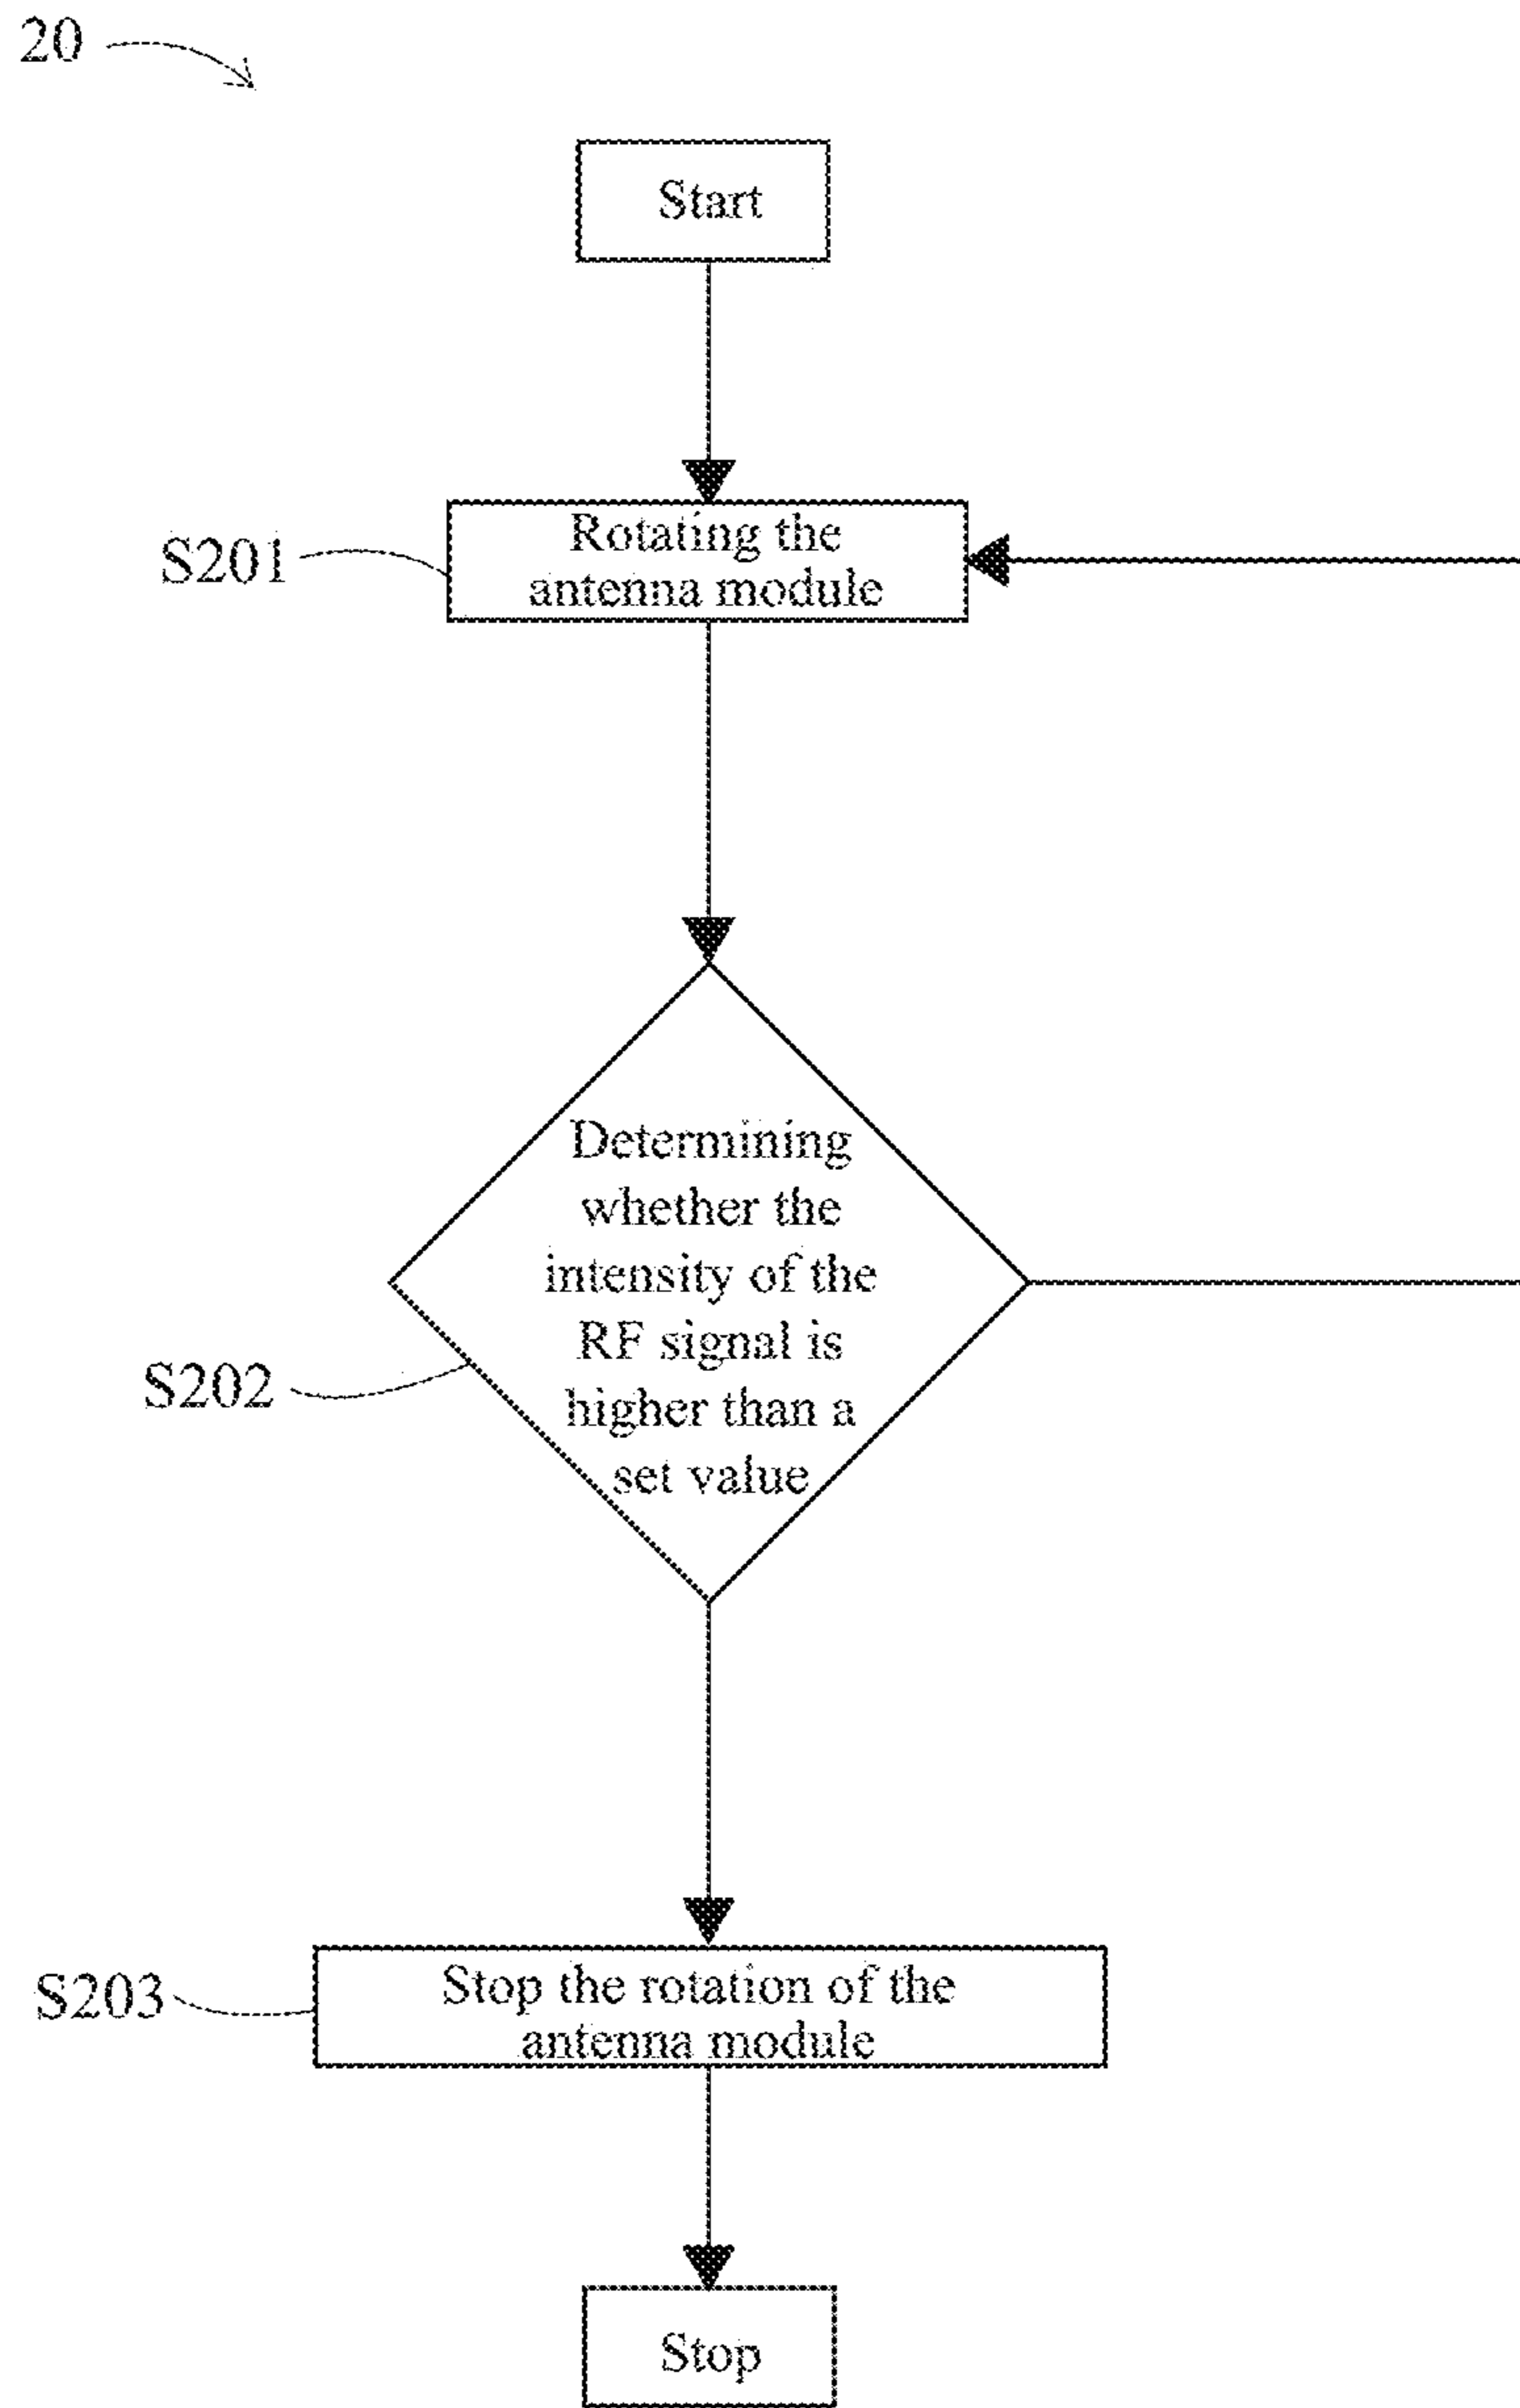 20
Start
S201
Rotating the
antenna module
Determining
whether the
intensity of the
RF signal is
higher than a
set value
S202
S203
Stop the rotation of the
antenna module
Stop